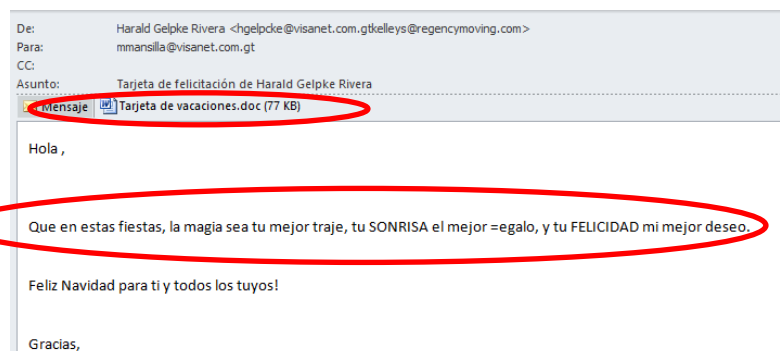 De: Harald Gelpke Rivera <hgelpcke@visanet.com.gtkelleys@regencymoving.com>
Para: mmansilla@visanet.com.gt
CC:
Asunto: Tarjeta de felicitación de Harald Gelpke Rivera
Mensaje Tarjeta de vacaciones.doc (77 KB)
Hola ,
Que en estas fiestas, la magia sea tu mejor traje, tu SONRISA el mejor =egalo, y tu FELICIDAD mi mejor deseo.
Feliz Navidad para ti y todos los tuyos!
Gracias,